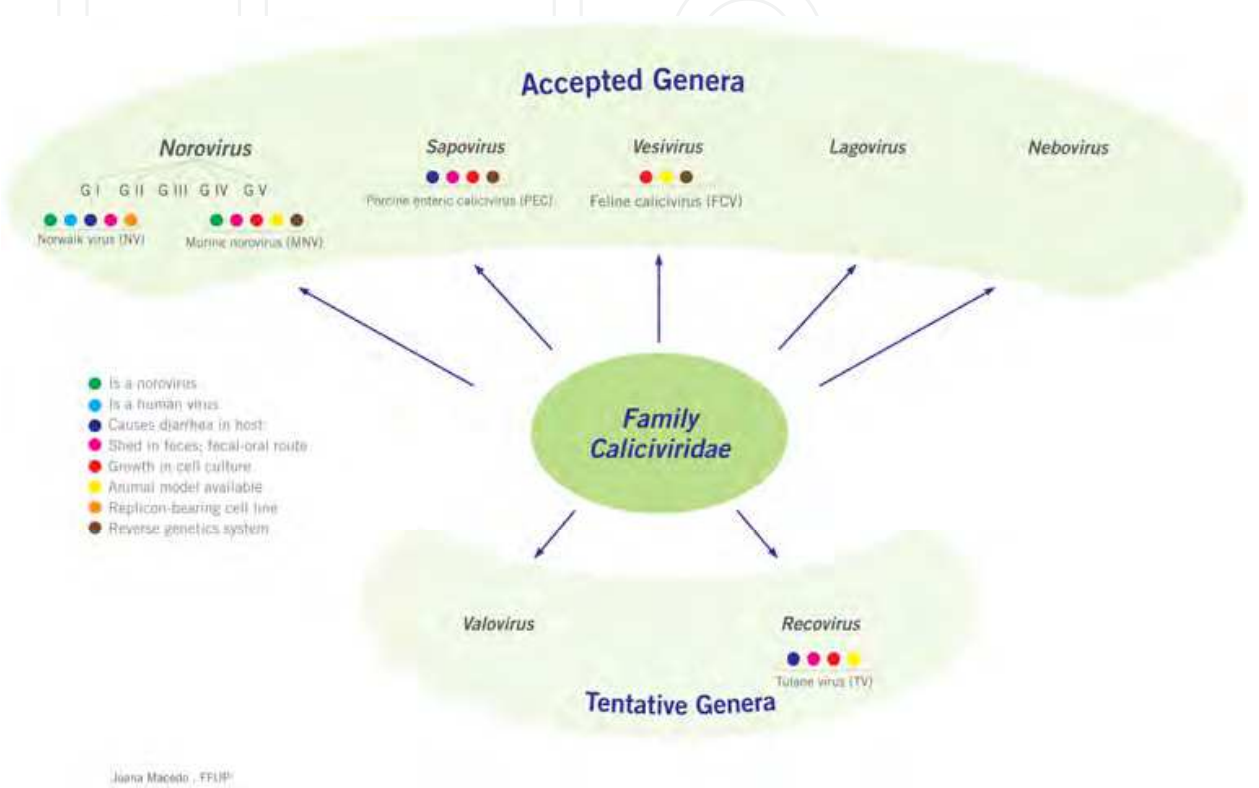 Accepted Genera
Norovirus
Sapovirus
Vesivirus
Lagovirus
Nebovirus
G I G II G III G IV G V
Porcine enteric calicivirus (PEC)
Feline calicivirus (FCV)
Norwalk virus (NV)
Murine norovirus (MNV)
Is a norovirus
Is a human virus
Causes diarrhea in host
Shed in feces; fecal-oral route
Growth in cell culture
Animal model available
Replicon-bearing cell line
Reverse genetics system
Family
Caliciviridae
Valovirus
Recovirus
Tulane virus (TV)
Tentative Genera
Joana Macedo . FFUP